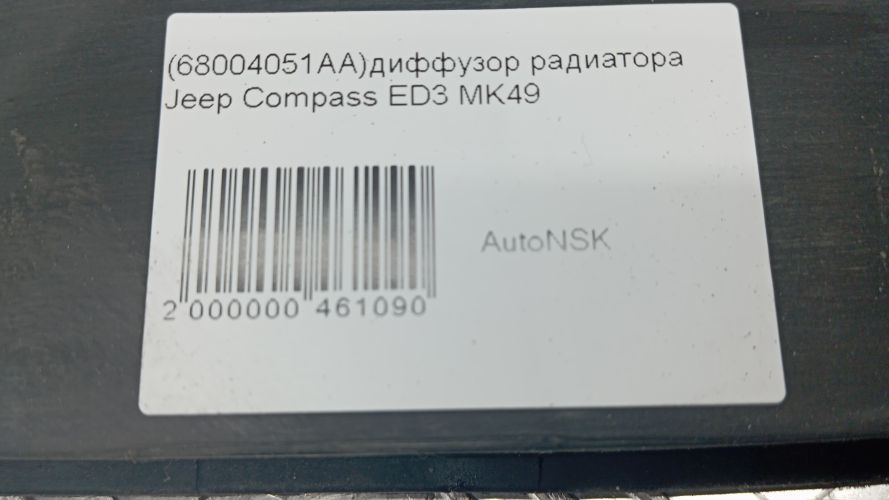 (68004051AA)диффузор радиатора
Jeep Compass ED3 MK49
AutoNSK
2 000000 461090